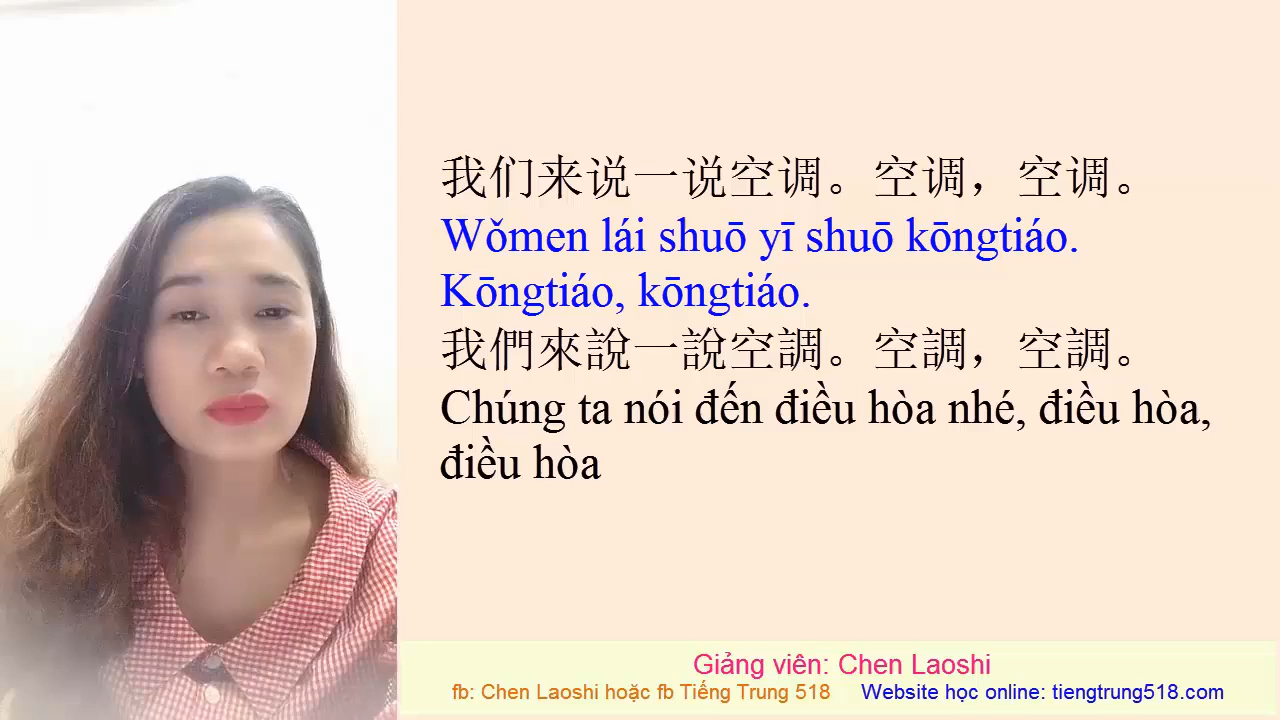 我们来说一说空调。空调，空调。
Wǒmen lái shuō yī shuō kōngtiáo.
Kōngtiáo, kōngtiáo.
我們來說一說空調。空調，空調。
Chúng ta nói đến điều hòa nhé, điều hòa,
điều hòa
Giảng viên: Chen Laoshi
fb: Chen Laoshi hoặc fb Tiếng Trung 518 Website học online: tiengtrung518.com